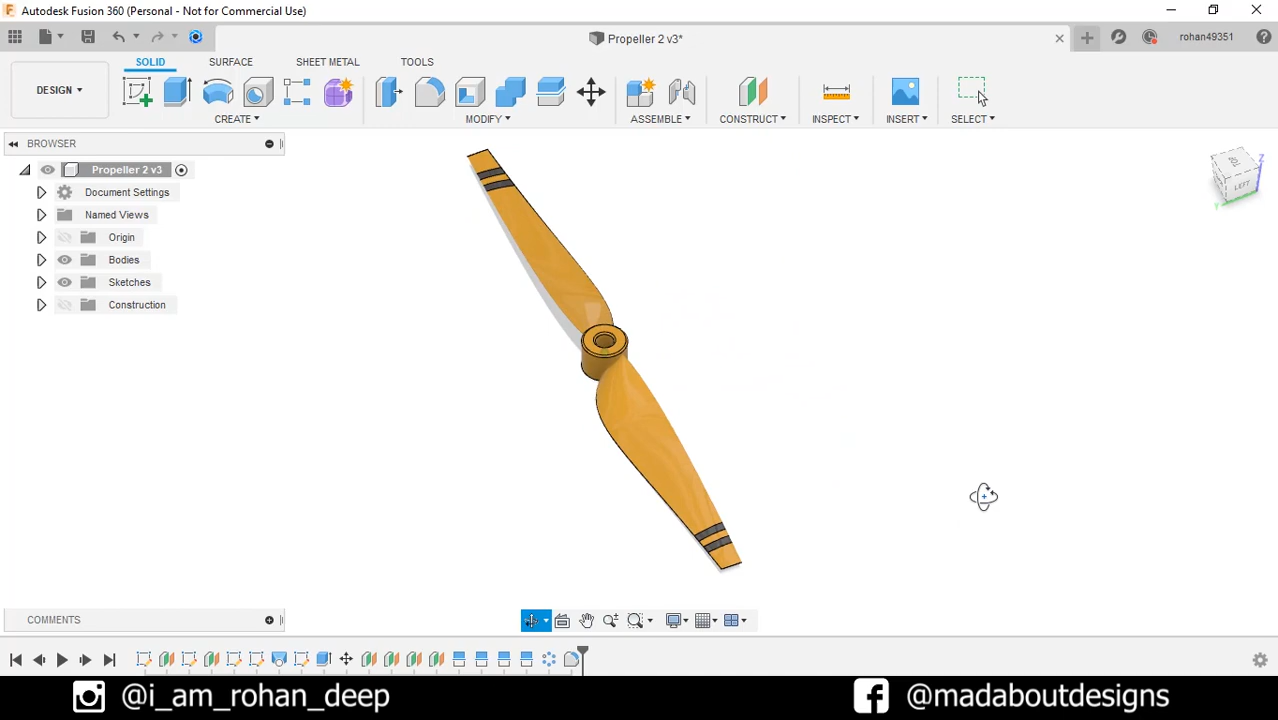 Autodesk Fusion 360 (Personal - Not for Commercial Use)
Propeller 2 v3*
rohan49351
DESIGN
SOLID
SURFACE
SHEET METAL
TOOLS
CREATE
MODIFY
ASSEMBLE
CONSTRUCT
INSPECT
INSERT
SELECT
BROWSER
Propeller 2 v3
Document Settings
Named Views
Origin
Bodies
Sketches
Construction
Z
LEFT
Y
COMMENTS
@i_am_rohan_deep
@madaboutdesigns